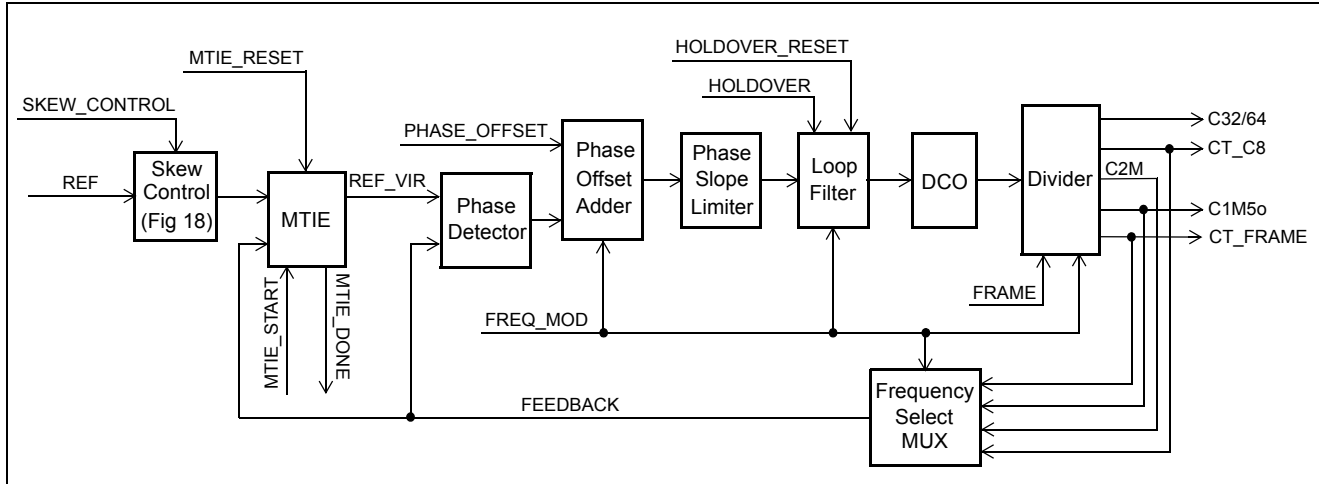 MTIE_RESET
HOLDOVER_RESET
HOLDOVER
SKEW_CONTROL
PHASE_OFFSET
REF
Skew
Control
(Fig 18)
MTIE
REF_VIR
Phase
Detector
Phase
Offset
Adder
Phase
Slope
Limiter
Loop
Filter
DCO
Divider
C32/64
CT_C8
C2M
C1M5o
CT_FRAME
MTIE_START
MTIE_DONE
FREQ_MOD
FRAME
FEEDBACK
Frequency
Select
MUX